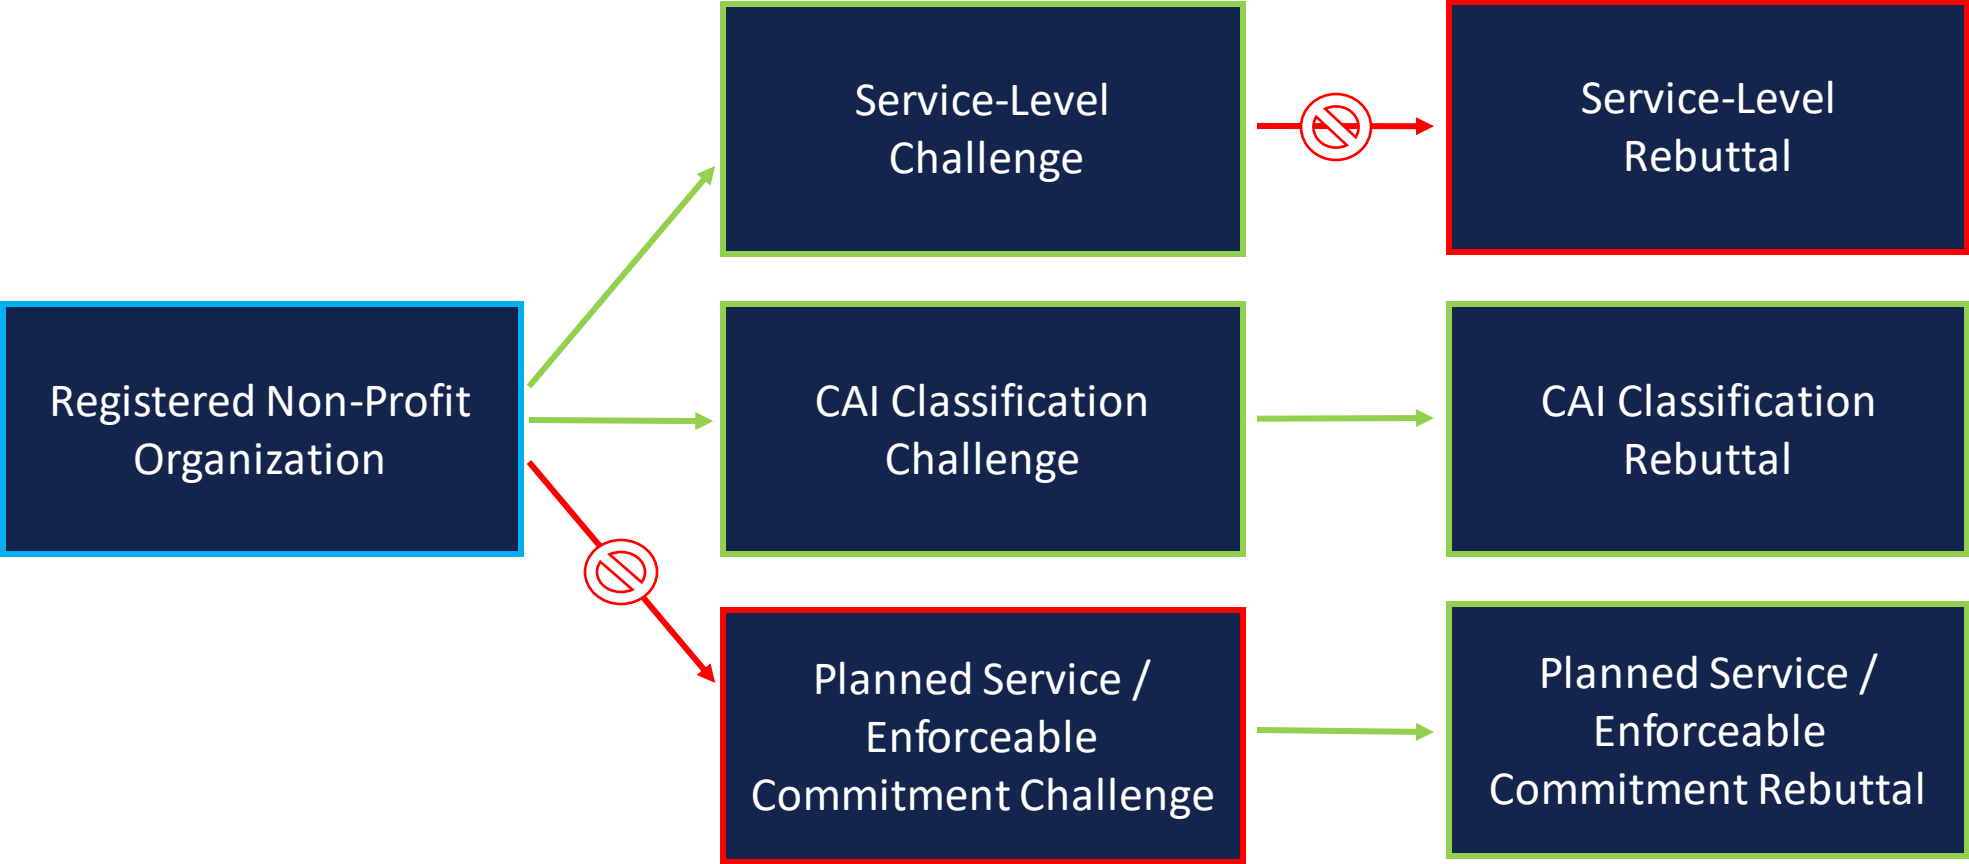 Service-Level
Challenge
Service-Level
Rebuttal
Registered Non-Profit
Organization
CAI Classification
Challenge
CAI Classification
Rebuttal
Planned Service /
Enforceable
Commitment Challenge
Planned Service /
Enforceable
Commitment Rebuttal